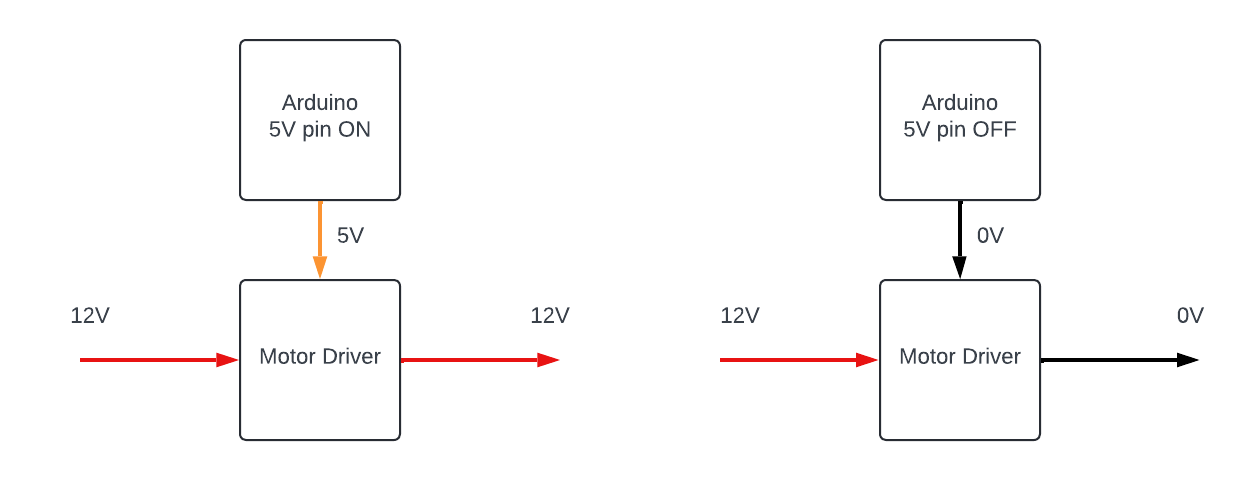 Arduino
5V pin ON
5V
12V
12V
Motor Driver
Arduino
5V pin OFF
0V
12V
0V
Motor Driver